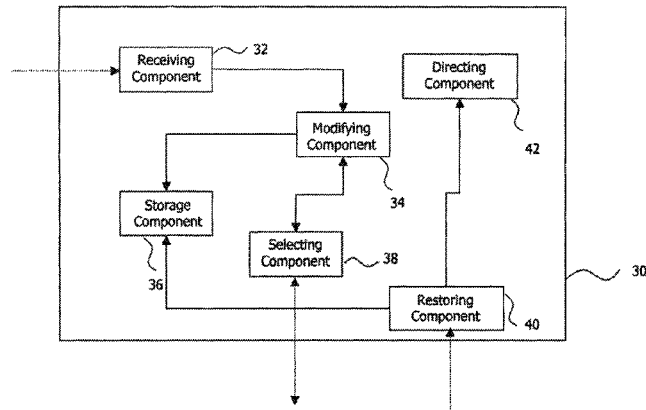 Receiving
Component
32
Directing
Component
42
Modifying
Component
34
Storage
Component
36
Selecting
Component
38
Restoring
Component
40
30